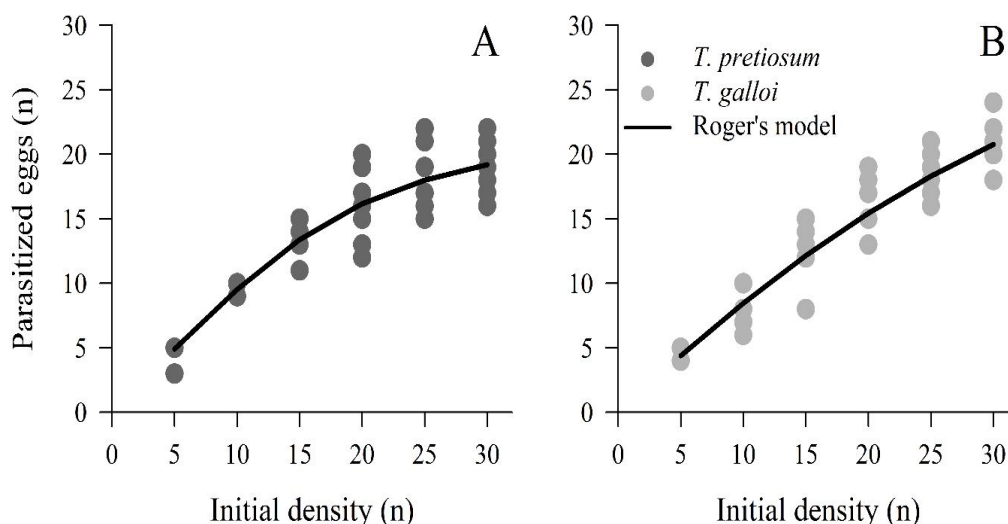 A
Parasitized eggs (n)
30
25
20
15
10
5
0
0 5 10 15 20 25 30
Initial density (n)
B
T. pretiosum
T. galloi
Roger's model
30
25
20
15
10
5
0
0 5 10 15 20 25 30
Initial density (n)